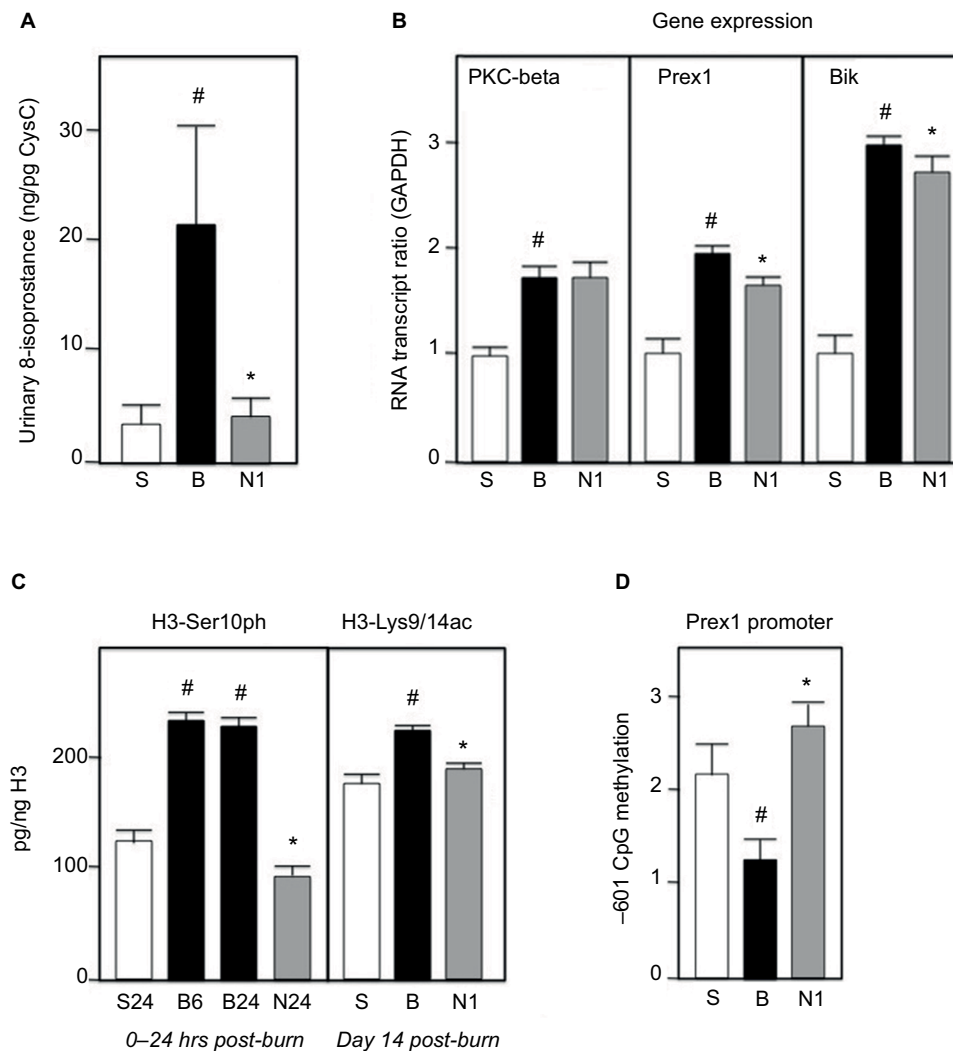 A
Urinary 8-isoprostance (ng/pg CysC)
30
20
10
0
#
*
S B N1
B
Gene expression
RNA transcript ratio (GAPDH)
3
2
1
0
PKC-beta Prex1 Bik
# # * # *
S B N1 S B N1 S B N1
C
H3-Ser10ph H3-Lys9/14ac
pg/ng H3
200
100
0
# # * # *
S24 B6 B24 N24 S B N1
0–24 hrs post-burn Day 14 post-burn
D
Prex1 promoter
–601 CpG methylation
3
2
1
0
# *
S B N1